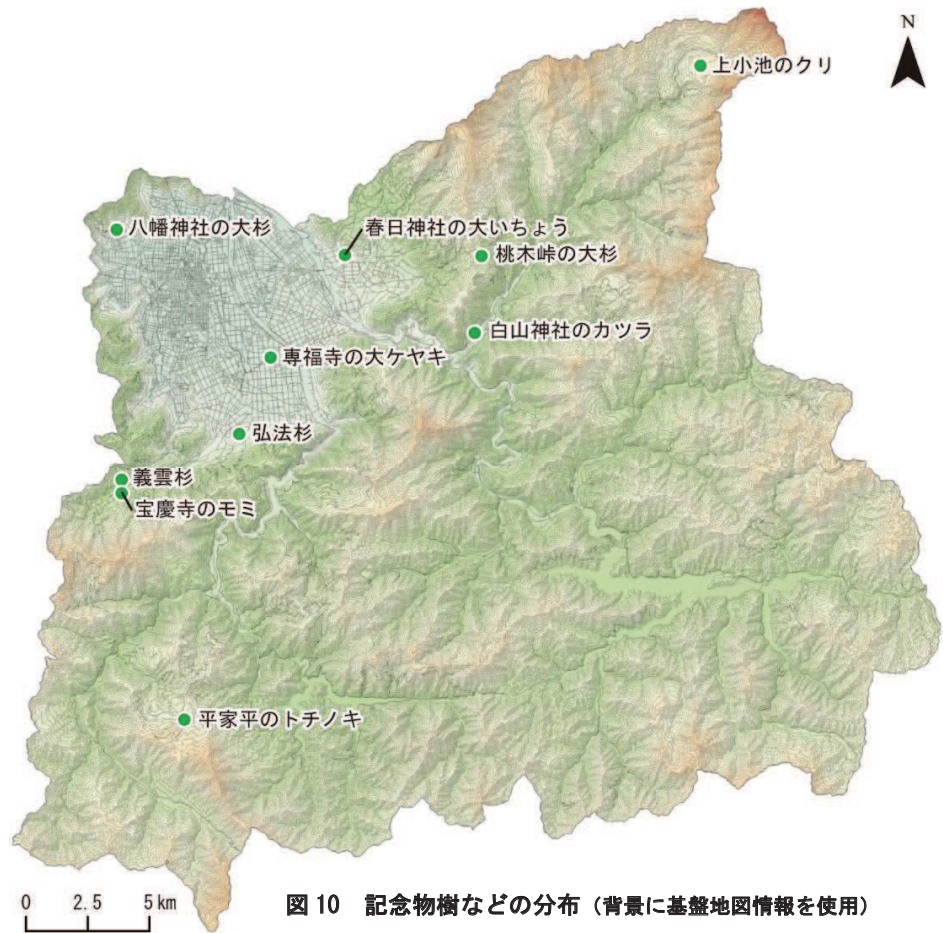 N
上小池のクリ
八幡神社の大杉
春日神社の大いちょう
桃木峠の大杉
白山神社のカツラ
専福寺の大ケヤキ
弘法杉
義雲杉
宝慶寺のモミ
平家平のトチノキ
0 2.5 5km
図10 記念物樹などの分布（背景に基盤地図情報を使用）